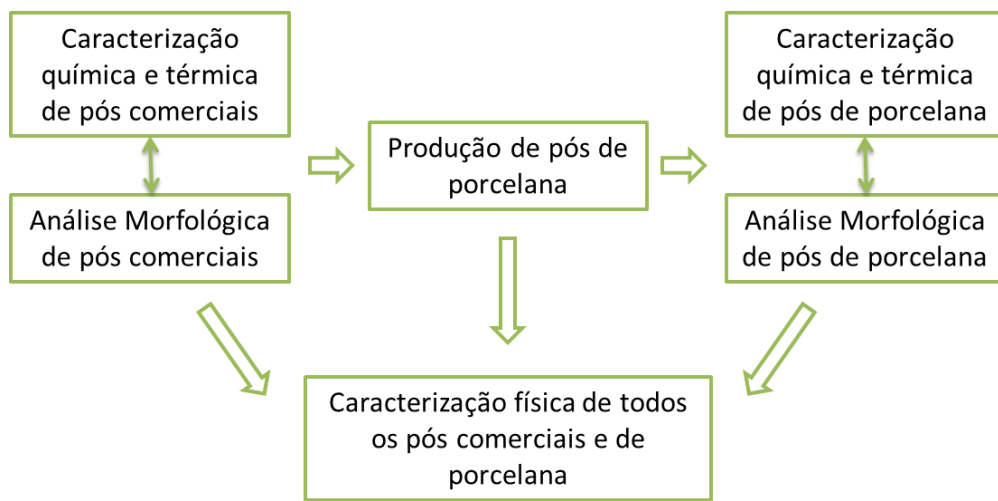 Caracterização
química e térmica
de pós comerciais
Análise Morfológica
de pós comerciais
Produção de pós de
porcelana
Caracterização
química e térmica
de pós de porcelana
Análise Morfológica
de pós de porcelana
Caracterização física de todos
os pós comerciais e de
porcelana